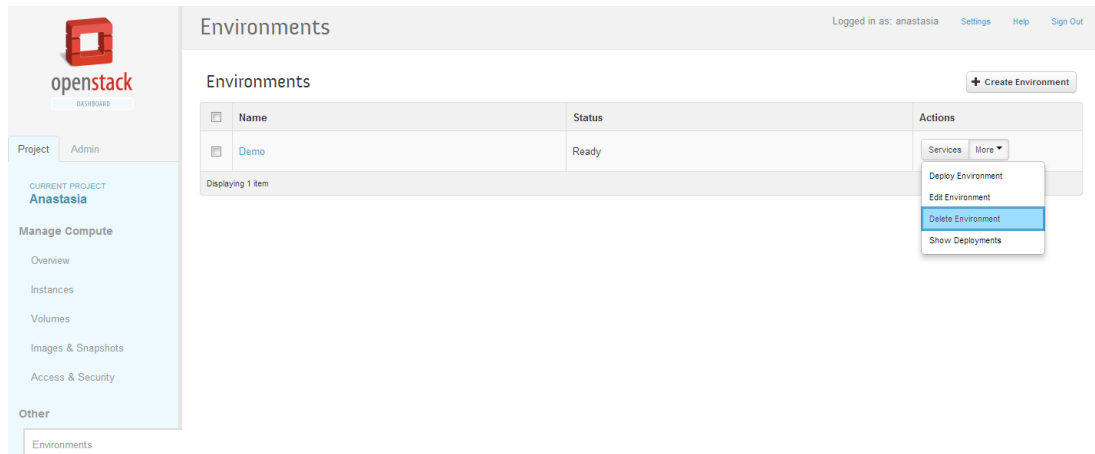 Environments
Logged in as: anastasia Settings Help Sign Out
openstack
DASHBOARD
Environments
+ Create Environment
Name Status Actions
Demo Ready Services More
Displaying 1 item
Deploy Environment
Edit Environment
Delete Environment
Show Deployments
Project Admin
CURRENT PROJECT
Anastasia
Manage Compute
Overview
Instances
Volumes
Images & Snapshots
Access & Security
Other
Environments